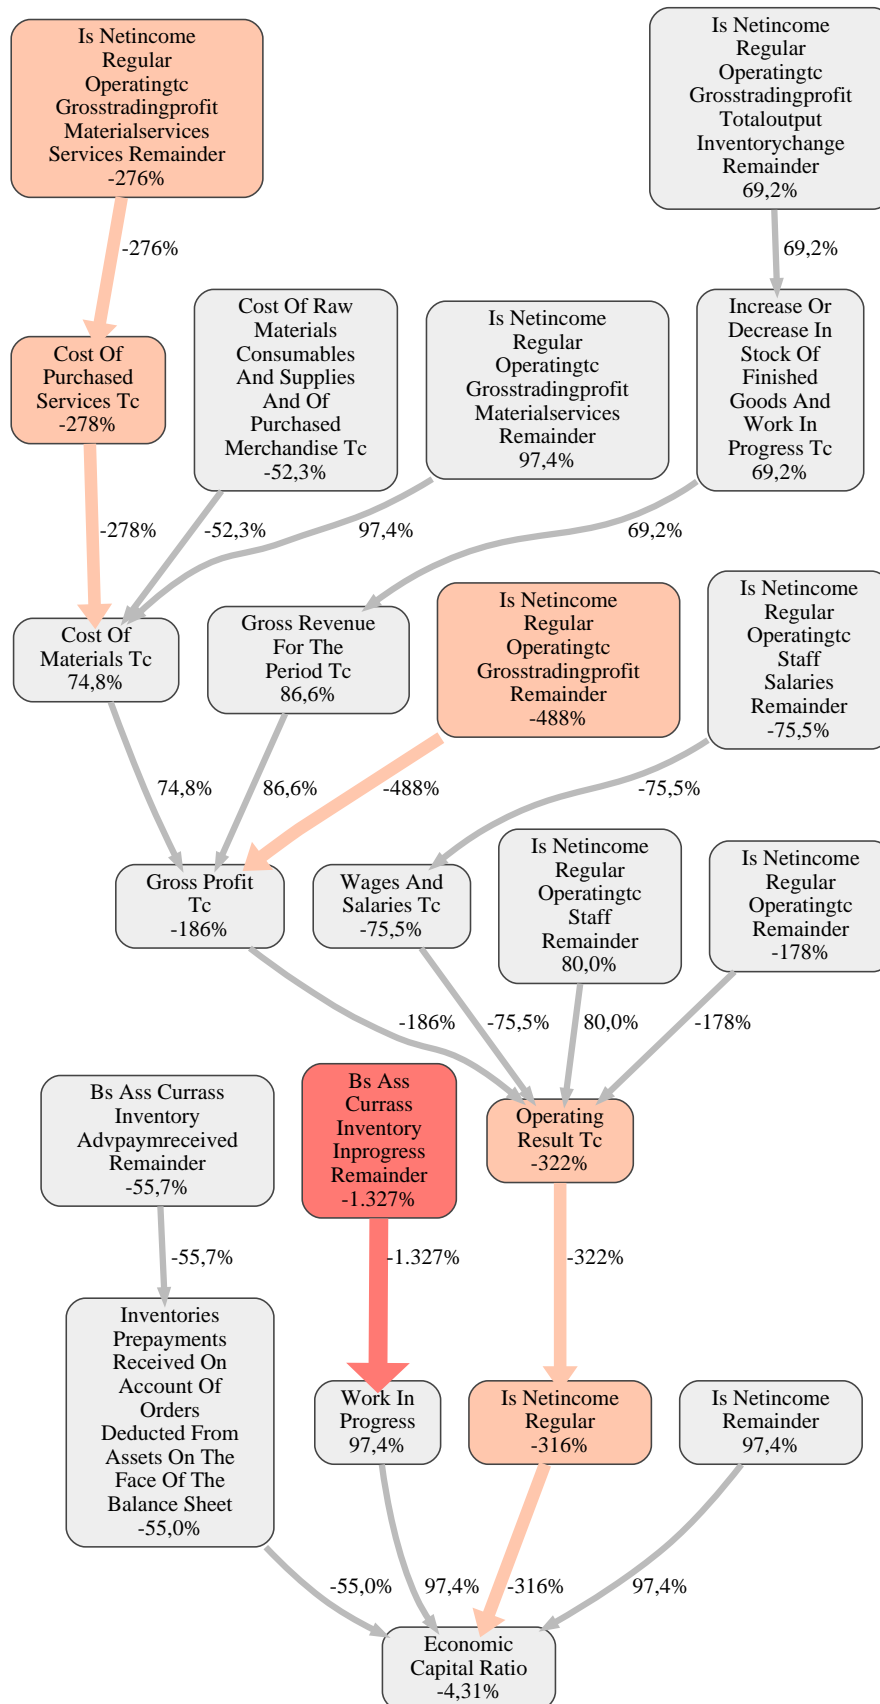 Is Netincome
Regular
Operatingtc
Grosstradingprofit
Materialservices
Services Remainder
-276%
Is Netincome
Regular
Operatingtc
Grosstradingprofit
Totaloutput
Inventorychange
Remainder
69,2%
-276%
69,2%
Cost Of
Purchased
Services Tc
-278%
Cost Of Raw
Materials
Consumables
And Supplies
And Of
Purchased
Merchandise Tc
-52,3%
Is Netincome
Regular
Operatingtc
Grosstradingprofit
Materialservices
Remainder
97,4%
Increase Or
Decrease In
Stock Of
Finished
Goods And
Work In
Progress Tc
69,2%
-278%
-52,3%
97,4%
69,2%
Cost Of
Materials Tc
74,8%
Gross Revenue
For The
Period Tc
86,6%
Is Netincome
Regular
Operatingtc
Grosstradingprofit
Remainder
-488%
Is Netincome
Regular
Operatingtc
Staff
Salaries
Remainder
-75,5%
74,8%
86,6%
-488%
-75,5%
Gross Profit
Tc
-186%
Wages And
Salaries Tc
-75,5%
Is Netincome
Regular
Operatingtc
Staff
Remainder
80,0%
Is Netincome
Regular
Operatingtc
Remainder
-178%
-186%
-75,5%
80,0%
-178%
Bs Ass Currass
Inventory
Advpaymreceived
Remainder
-55,7%
Bs Ass
Currass
Inventory
Inprogress
Remainder
-1.327%
Operating
Result Tc
-322%
-55,7%
-1.327%
-322%
Inventories
Prepayments
Received On
Account Of
Orders
Deducted From
Assets On The
Face Of The
Balance Sheet
-55,0%
Work In
Progress
97,4%
Is Netincome
Regular
-316%
Is Netincome
Remainder
97,4%
-55,0%
97,4%
-316%
97,4%
Economic
Capital Ratio
-4,31%